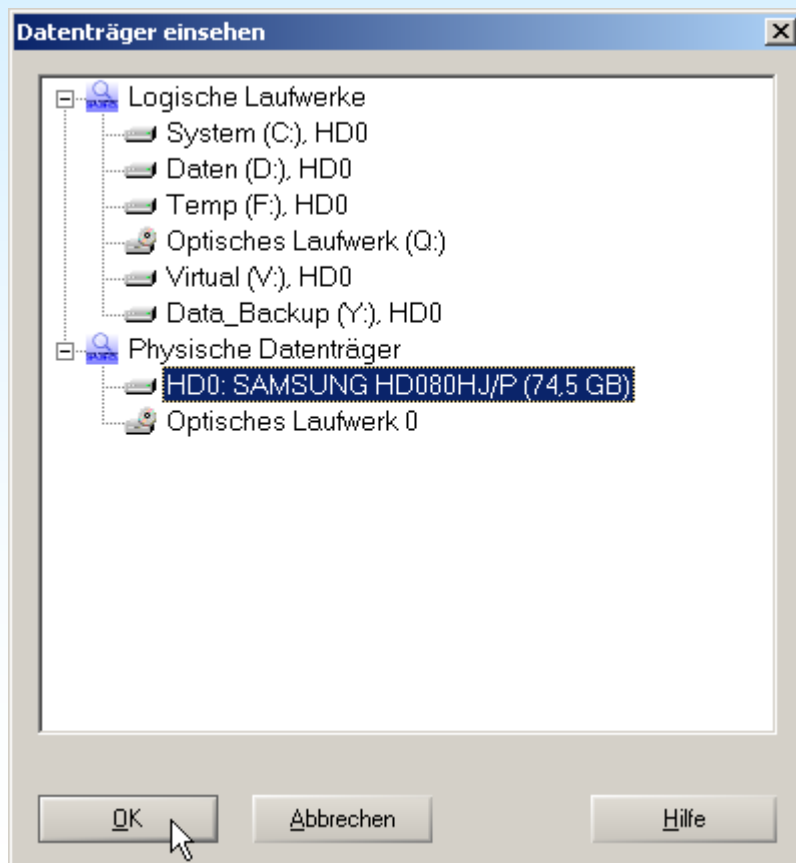 Datenträger einsehen
Logische Laufwerke
System (C:), HD0
Daten (D:), HD0
Temp (F:), HD0
Optisches Laufwerk (Q:)
Virtual (V:), HD0
Data_Backup (Y:), HD0
Physische Datenträger
HD0: SAMSUNG HD080HJ/P (74,5 GB)
Optisches Laufwerk 0
OK Abbrechen Hilfe